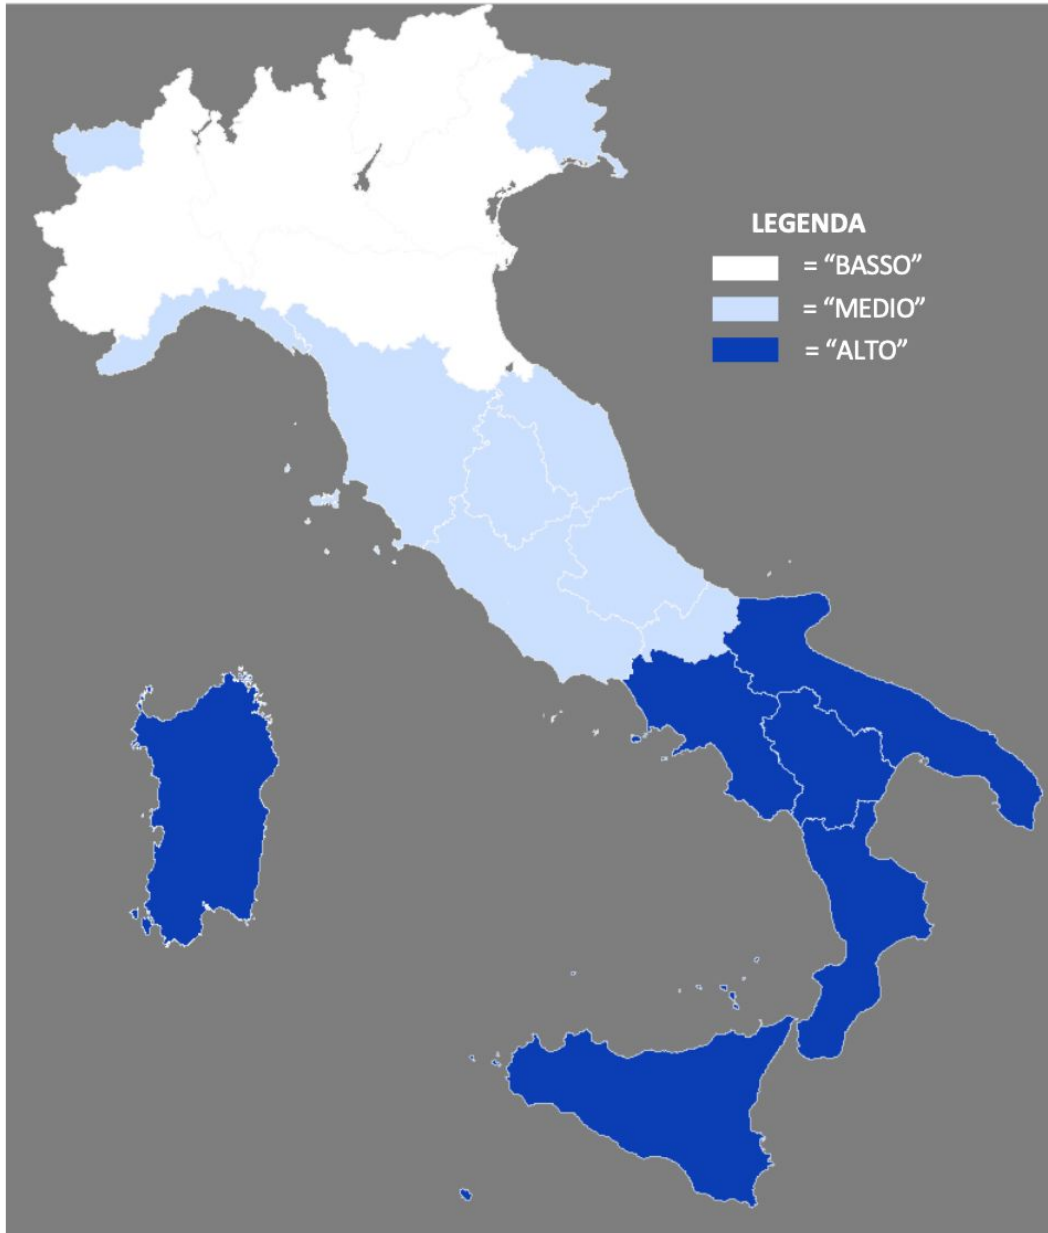 LEGENDA
= “BASSO”
= “MEDIO”
= “ALTO”